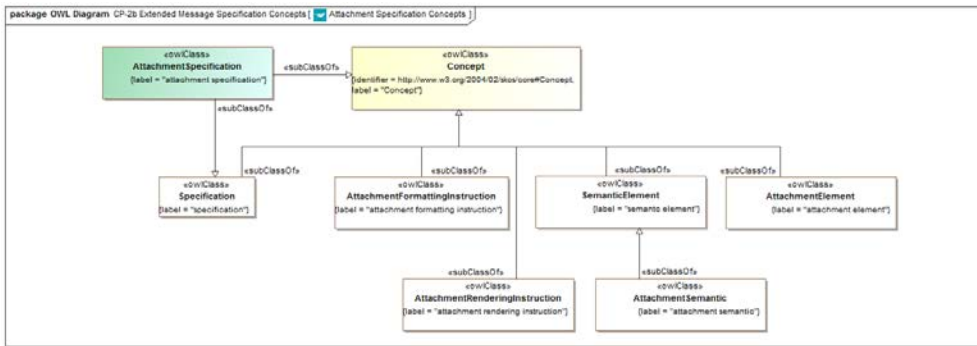 package OWL Diagram CP-2b Extended Message Specification Concepts [ Attachment Specification Concepts ]
«owlClass»
AttachmentSpecification
{label = "attachment specification"}
«subClassOf»
«owlClass»
Concept
{identifier = http://www.w3.org/2004/02/skos/core#Concept,
label = "Concept"}
«subClassOf»
«subClassOf»
«subClassOf»
«subClassOf»
«subClassOf»
«owlClass»
Specification
{label = "specification"}
«owlClass»
AttachmentFormattingInstruction
{label = "attachment formatting instruction"}
«owlClass»
SemanticElement
{label = "semantic element"}
«owlClass»
AttachmentElement
{label = "attachment element"}
«subClassOf»
«subClassOf»
«owlClass»
AttachmentRenderingInstruction
{label = "attachment rendering instruction"}
«owlClass»
AttachmentSemantic
{label = "attachment semantic"}